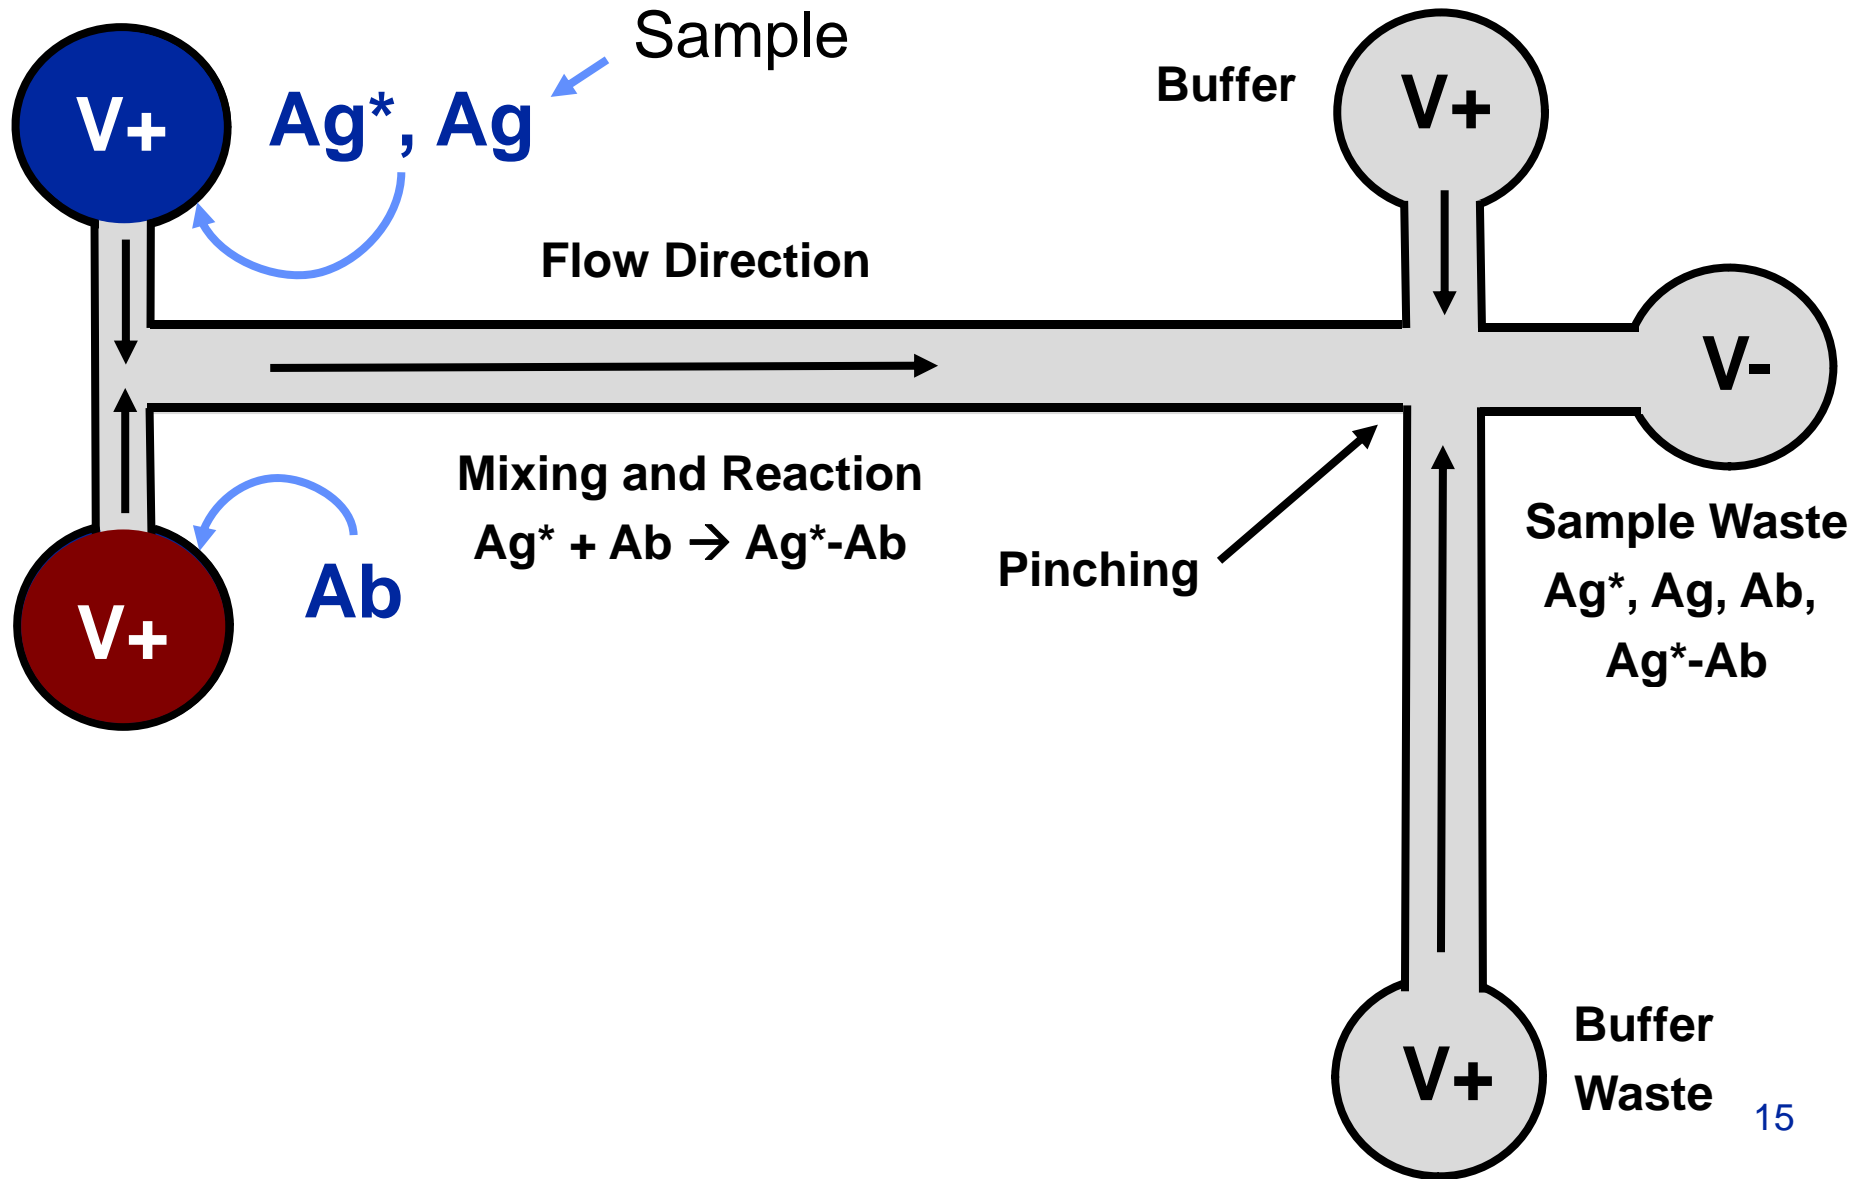 Sample
V+
Ag*, Ag
Buffer
V+
Flow Direction
V-
Mixing and Reaction
Ag* + Ab → Ag*-Ab
Ab
V+
Pinching
Sample Waste
Ag*, Ag, Ab,
Ag*-Ab
V+
Buffer
Waste
15